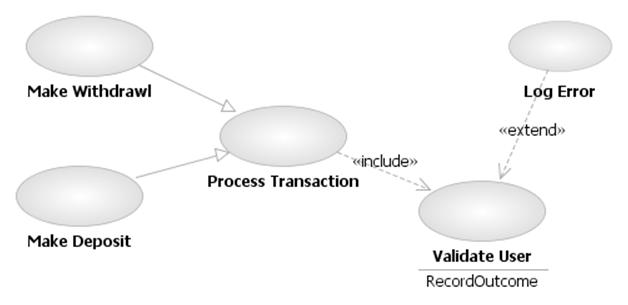 Make Withdrawl
Log Error
«extend»
«include»
Process Transaction
Make Deposit
Validate User
RecordOutcome